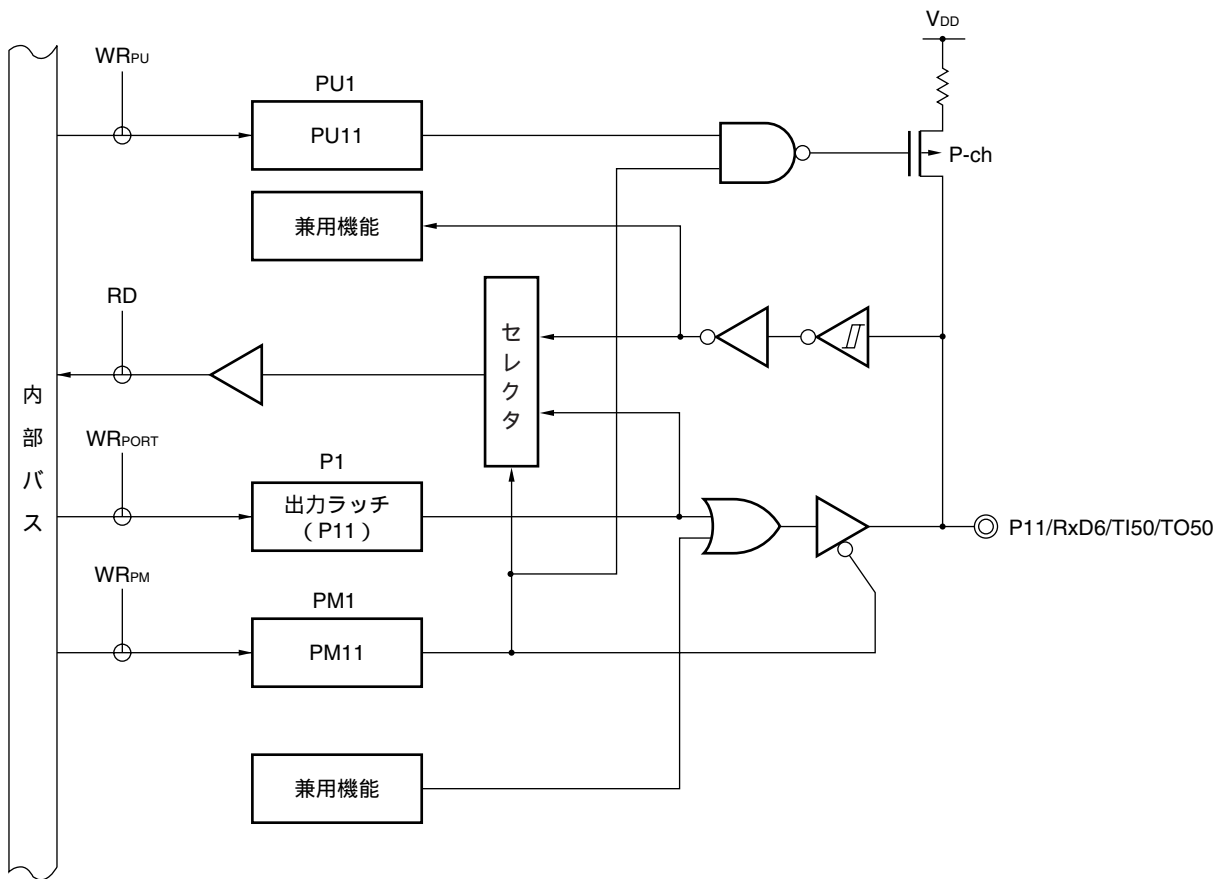 VDD
WRPU
PU1
PU11
P-ch
兼用機能
RD
セレクタ
内部バス
WRPORT
P1
出力ラッチ
（P11）
P11/RxD6/TI50/TO50
WRPM
PM1
PM11
兼用機能